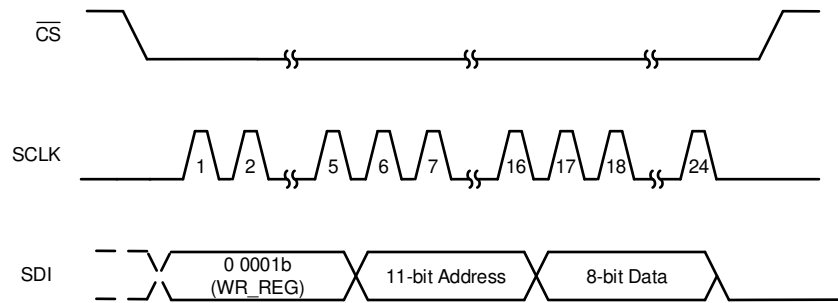 CS
SCLK
1 2 5 6 7 16 17 18 24
SDI
0 0001b
(WR_REG)
11-bit Address
8-bit Data